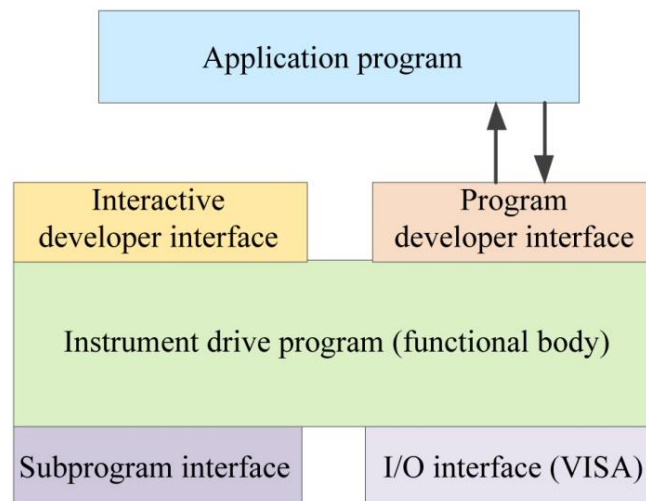 Application program
Interactive
developer interface
Program
developer interface
Instrument drive program (functional body)
Subprogram interface
I/O interface (VISA)